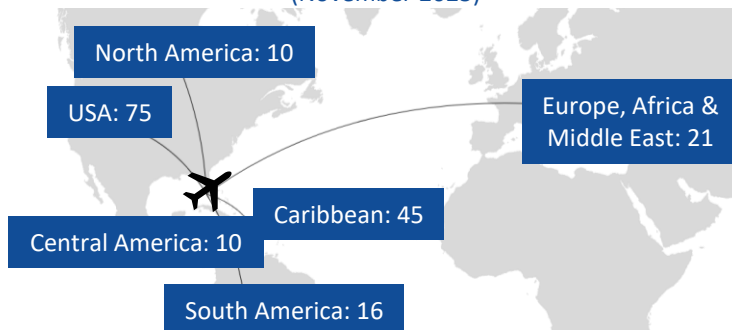 North America: 10
USA: 75
Europe, Africa &
Middle East: 21
Caribbean: 45
Central America: 10
South America: 16